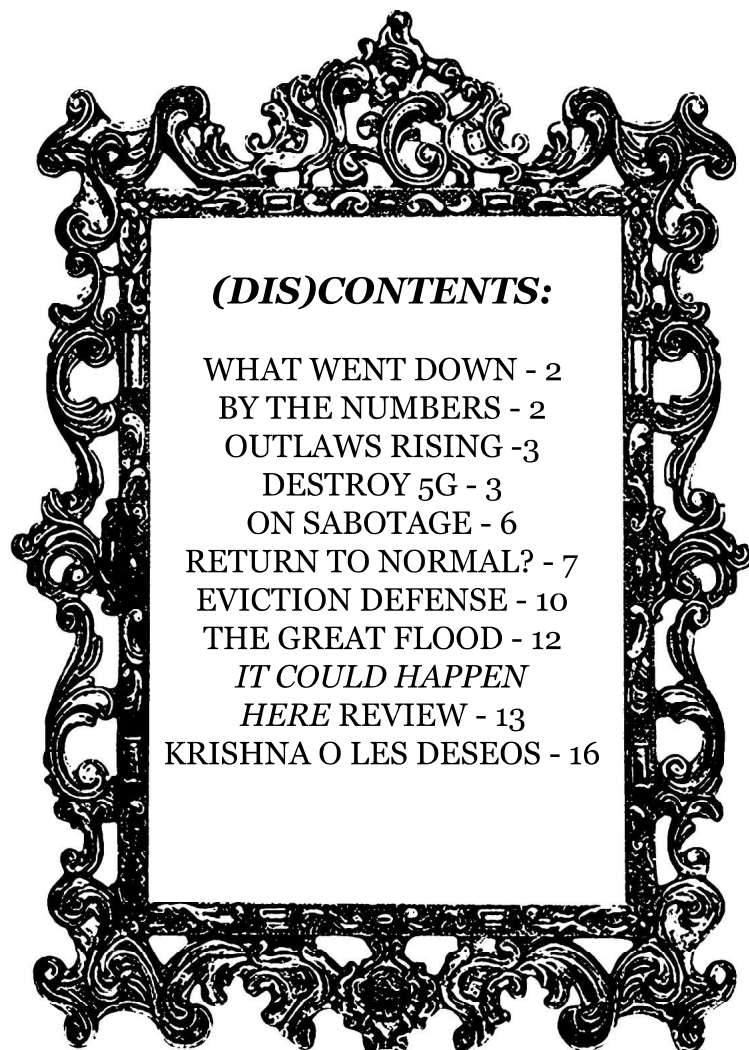 (DIS)CONTENTS:
WHAT WENT DOWN - 2
BY THE NUMBERS - 2
OUTLAWS RISING -3
DESTROY 5G - 3
ON SABOTAGE - 6
RETURN TO NORMAL? - 7
EVICTION DEFENSE - 10
THE GREAT FLOOD - 12
IT COULD HAPPEN
HERE REVIEW - 13
KRISHNA O LES DESEOS - 16